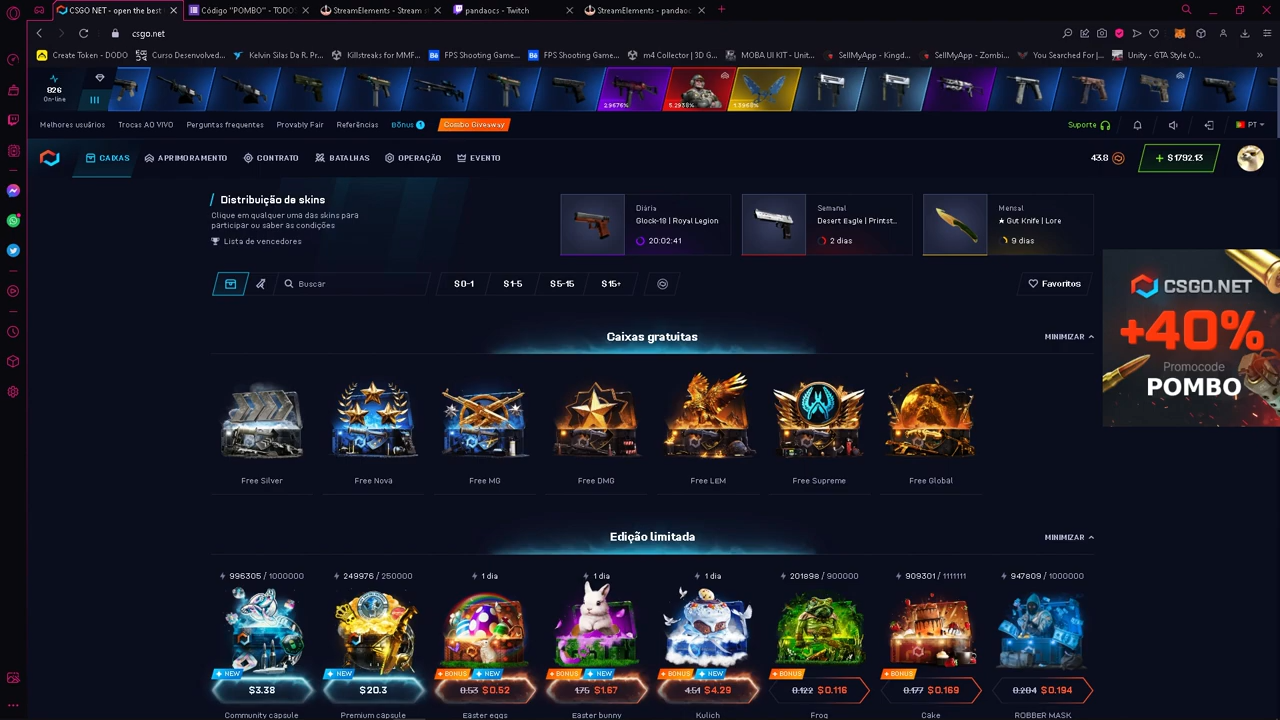 CSGO.NET - open the best
Código "POMBO" - TODOS
StreamElements - Stream s
pandaocs - Twitch
StreamElements - pandaoc
csgo.net
Create Token - DODO
Curso Desenvolved...
Kelvin Silas Da R. Pr...
Killstreaks for MMF...
FPS Shooting Game...
FPS Shooting Game...
m4 Collector | 3D G...
MOBA UI KIT - Unit...
SellMyApp - Kingd...
SellMyApp - Zombi...
You Searched For |...
Unity - GTA Style O...
826
On-line
2.9676%
5.2938%
1.3968%
Melhores usuários
Trocas AO VIVO
Perguntas frequentes
Provably Fair
Referências
Bônus
Combo Giveaway
Suporte
PT
CAIXAS
APRIMORAMENTO
CONTRATO
BATALHAS
OPERAÇÃO
EVENTO
43.8
+ $ 1792.13
Distribuição de skins
Clique em qualquer uma das skins para
participar ou saber as condições
Lista de vencedores
Diária
Glock-18 | Royal Legion
20:02:41
Semanal
Desert Eagle | Printst...
2 dias
Mensal
★ Gut Knife | Lore
9 dias
Buscar
$ 0-1
$ 1-5
$ 5-15
$ 15+
Favoritos
CSGO.NET
+40%
Promocode
POMBO
Caixas gratuitas
MINIMIZAR
Free Silver
Free Nova
Free MG
Free DMG
Free LEM
Free Supreme
Free Global
Edição limitada
MINIMIZAR
996305 / 1000000
249976 / 250000
1 dia
1 dia
1 dia
201898 / 900000
909301 / 1111111
947809 / 1000000
+ NEW
+ NEW
+ BONUS + NEW
+ BONUS + NEW
+ BONUS + NEW
+ BONUS
+ BONUS
$3.38
$20.3
0.53 $0.52
1.75 $1.67
4.51 $4.29
0.122 $0.116
0.177 $0.169
0.204 $0.194
Community capsule
Premium capsule
Easter eggs
Easter bunny
Kulich
Frog
Cake
ROBBER MASK